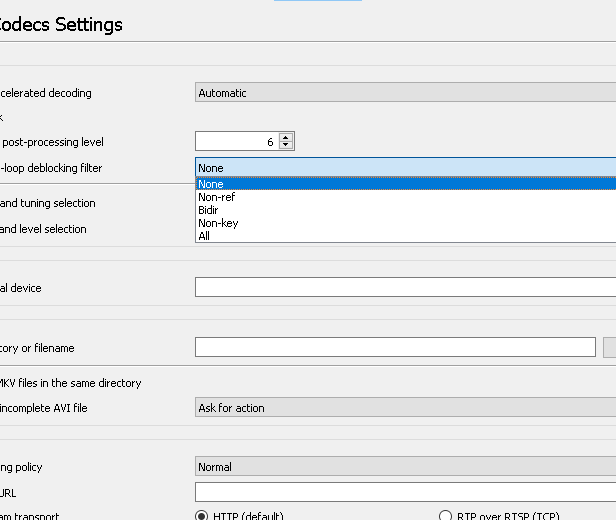 Codecs Settings
celerated decoding Automatic
k
post-processing level 6
-loop deblocking filter None
None
Non-ref
and tuning selection
Bidir
Non-key
and level selection
All
al device
tory or filename
MKV files in the same directory
incomplete AVI file Ask for action
ng policy Normal
URL
am transport HTTP (default) RTP over RTSP (TCP)